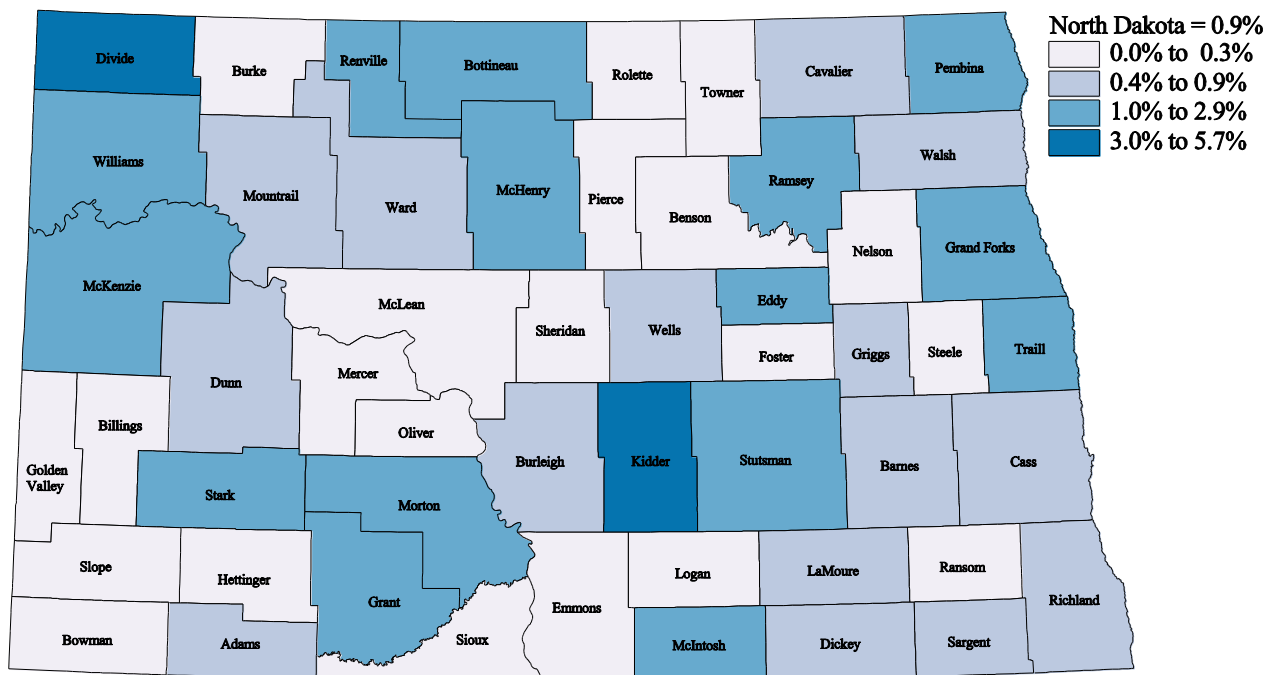 North Dakota = 0.9%
0.0% to 0.3%
0.4% to 0.9%
1.0% to 2.9%
3.0% to 5.7%
Divide
Burke
Renville
Bottineau
Rolette
Towner
Cavalier
Pembina
Williams
Mountrail
Ward
McHenry
Pierce
Benson
Ramsey
Walsh
Nelson
Grand Forks
McKenzie
McLean
Sheridan
Wells
Eddy
Foster
Griggs
Steele
Traill
Dunn
Mercer
Oliver
Billings
Golden
Valley
Burleigh
Kidder
Stutsman
Barnes
Cass
Stark
Morton
Slope
Hettinger
Grant
Emmons
Logan
LaMoure
Ransom
Richland
Bowman
Adams
Sioux
McIntosh
Dickey
Sargent